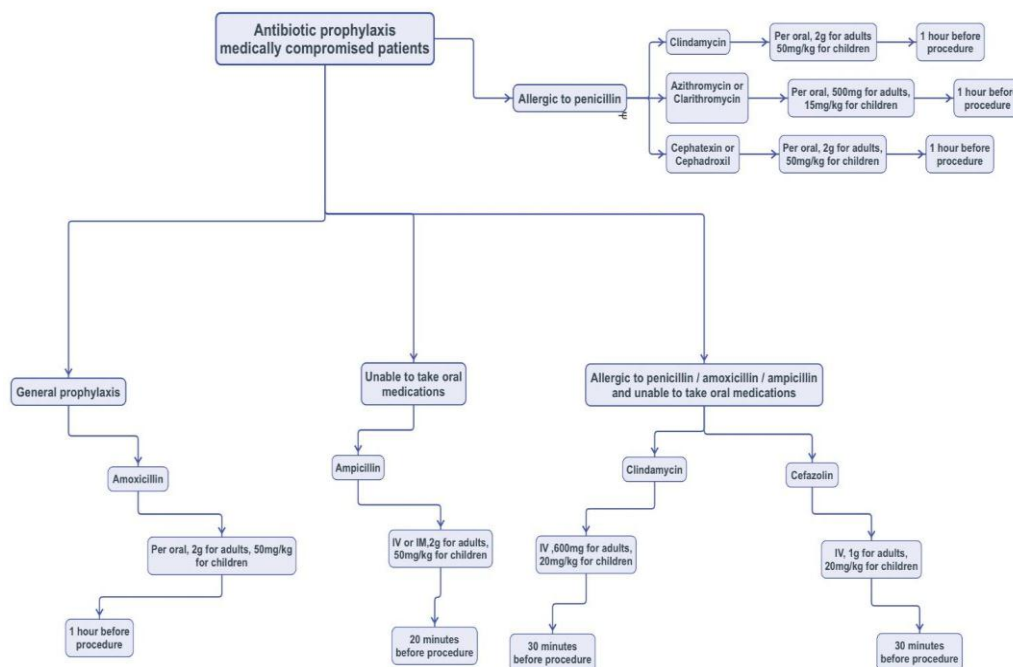 Antibiotic prophylaxis
medically compromised patients
Allergic to penicillin
Clindamycin
Per oral, 2g for adults
50mg/kg for children
1 hour before
procedure
Azithromycin or
Clarithromycin
Per oral, 500mg for adults,
15mg/kg for children
1 hour before
procedure
Cephatexin or
Cephadroxil
Per oral, 2g for adults,
50mg/kg for children
1 hour before
procedure
General prophylaxis
Amoxicillin
Per oral, 2g for adults, 50mg/kg
for children
1 hour before
procedure
Unable to take oral
medications
Ampicillin
IV or IM,2g for adults,
50mg/kg for children
20 minutes
before procedure
Allergic to penicillin / amoxicillin / ampicillin
and unable to take oral medications
Clindamycin
IV ,600mg for adults,
20mg/kg for children
30 minutes
before procedure
Cefazolin
IV, 1g for adults,
20mg/kg for children
30 minutes
before procedure